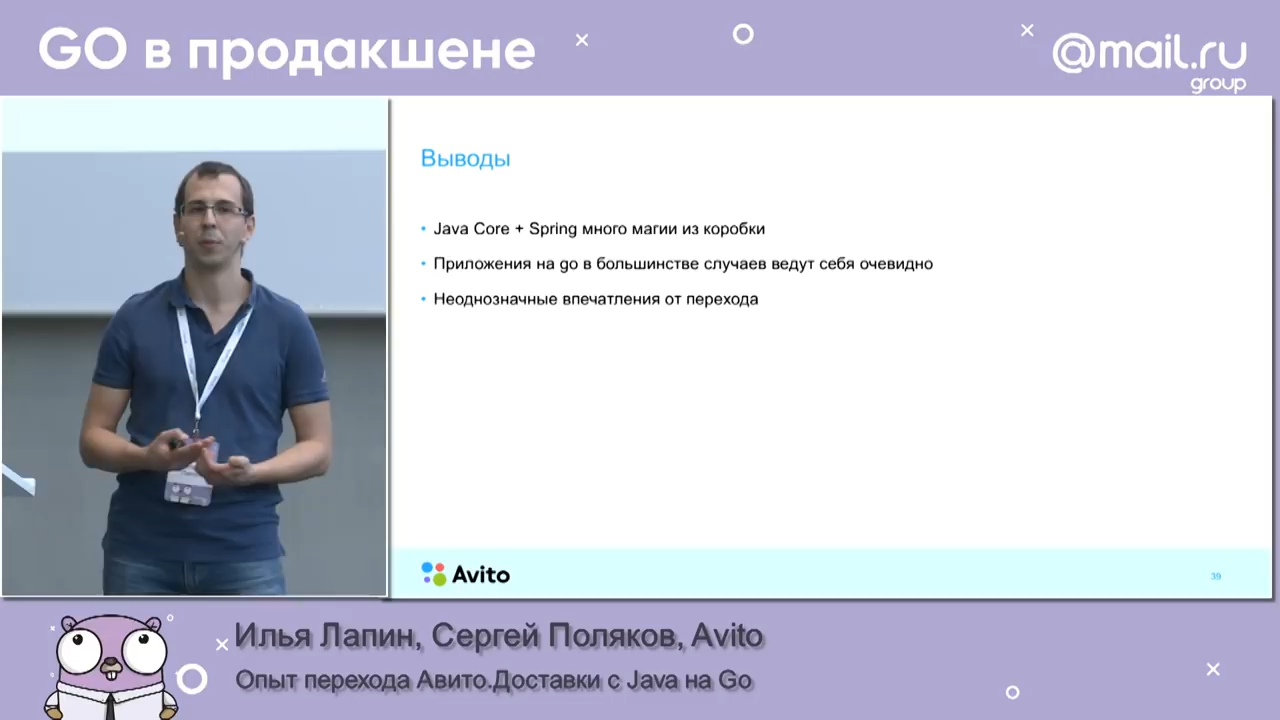 GO в продакшене
@mail.ru
group
Выводы
Java Core + Spring много магии из коробки
Приложения на go в большинстве случаев ведут себя очевидно
Неоднозначные впечатления от перехода
Avito
39
Илья Лапин, Сергей Поляков, Avito
Опыт перехода Авито.Доставки с Java на Go